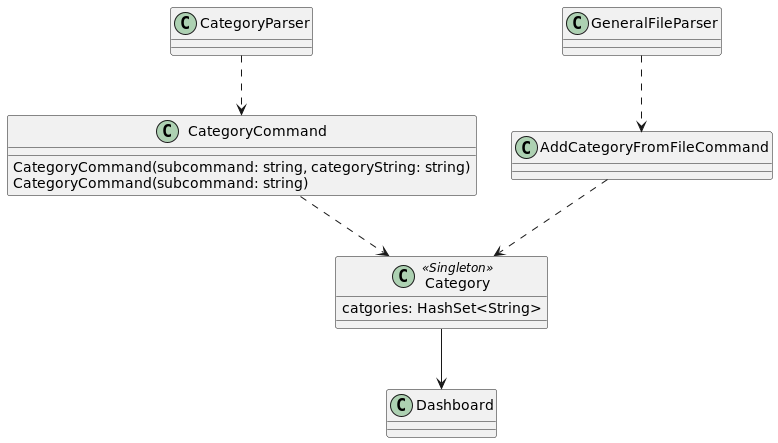 C CategoryParser
C GeneralFileParser
C CategoryCommand
CategoryCommand(subcommand: string, categoryString: string)
CategoryCommand(subcommand: string)
C AddCategoryFromFileCommand
«Singleton»
C Category
catgories: HashSet<String>
C Dashboard